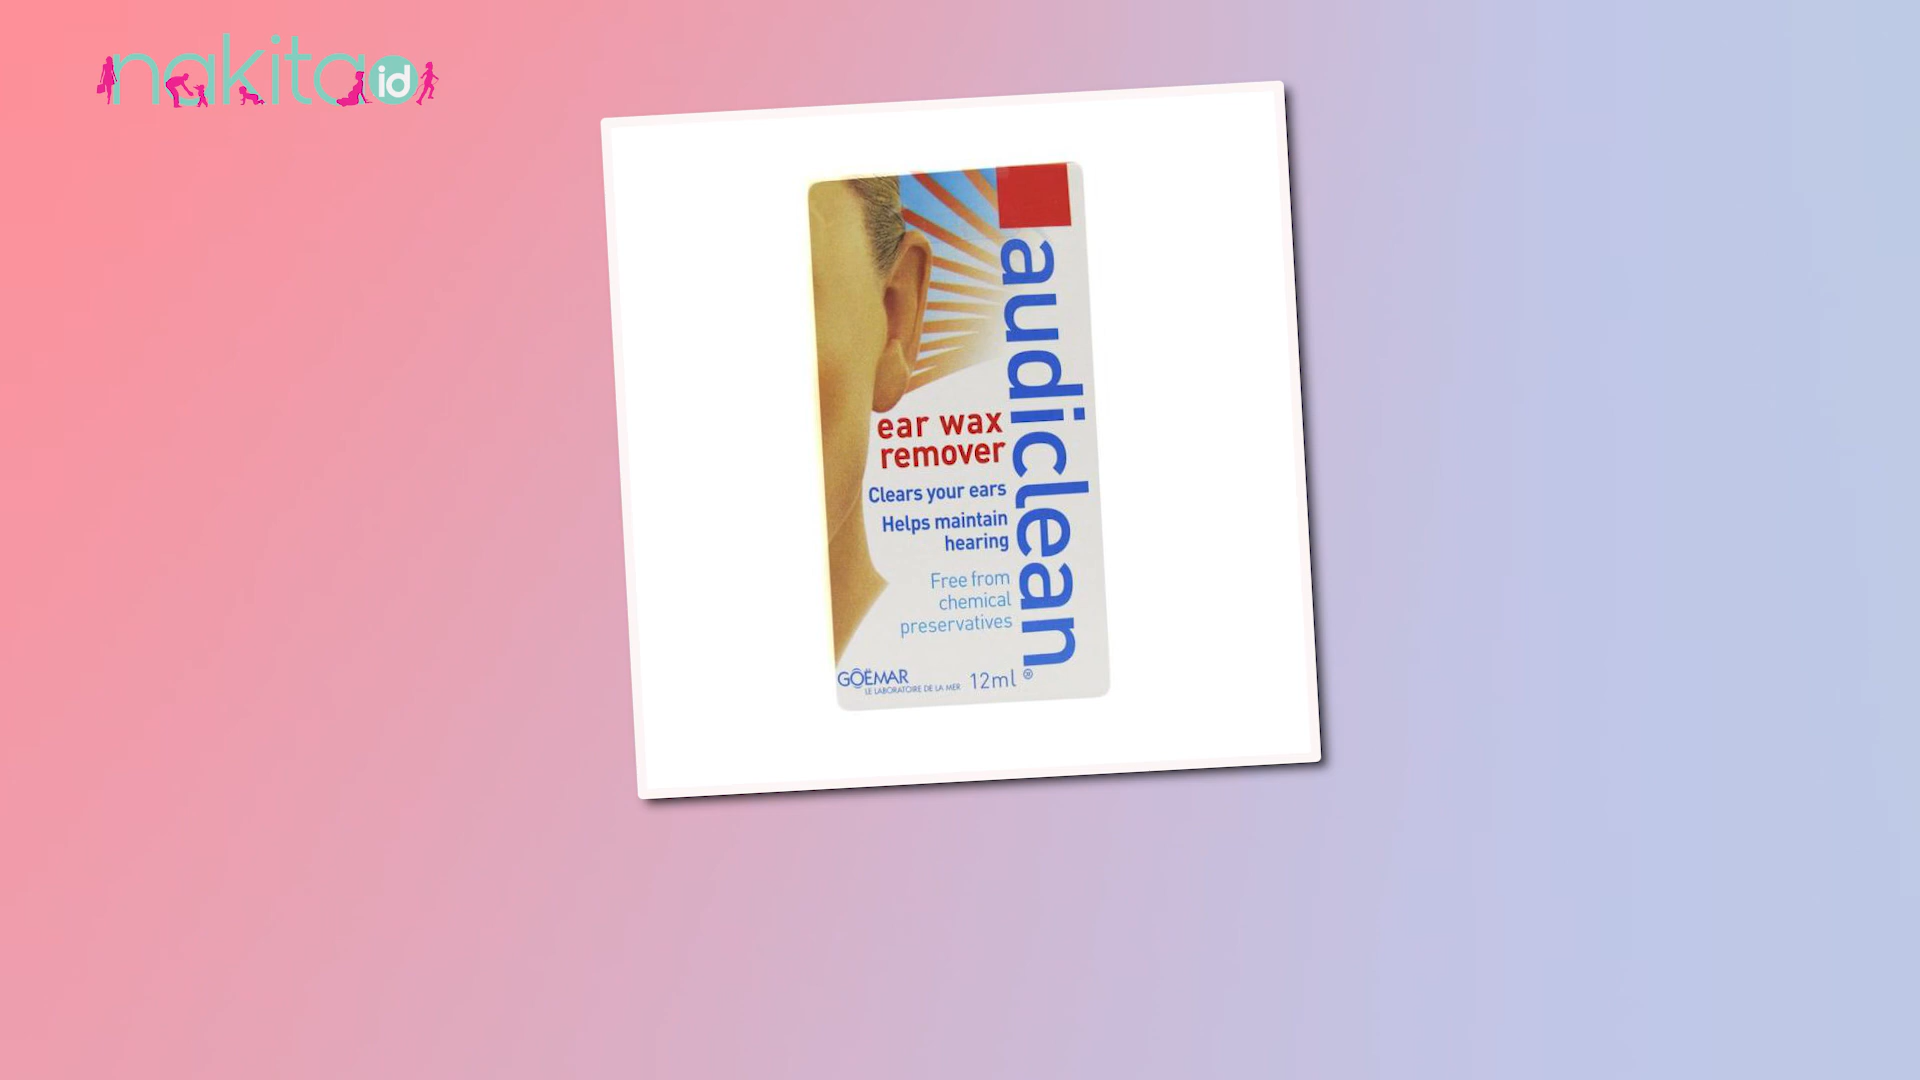 nakita id
audiclean
ear wax
remover
Clears your ears
Helps maintain
hearing
Free from
chemical
preservatives
GOËMAR
LE LABORATOIRE DE LA MER
12ml ®